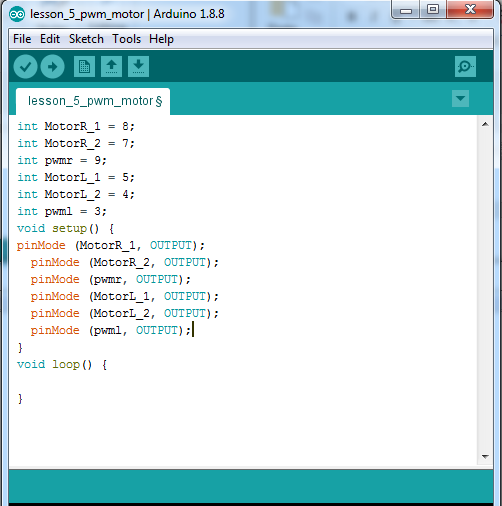 lesson_5_pwm_motor | Arduino 1.8.8
File Edit Sketch Tools Help
lesson_5_pwm_motor §
int MotorR_1 = 8;
int MotorR_2 = 7;
int pwmr = 9;
int MotorL_1 = 5;
int MotorL_2 = 4;
int pwml = 3;
void setup() {
pinMode (MotorR_1, OUTPUT);
  pinMode (MotorR_2, OUTPUT);
  pinMode (pwmr, OUTPUT);
  pinMode (MotorL_1, OUTPUT);
  pinMode (MotorL_2, OUTPUT);
  pinMode (pwml, OUTPUT);
}
void loop() {
}